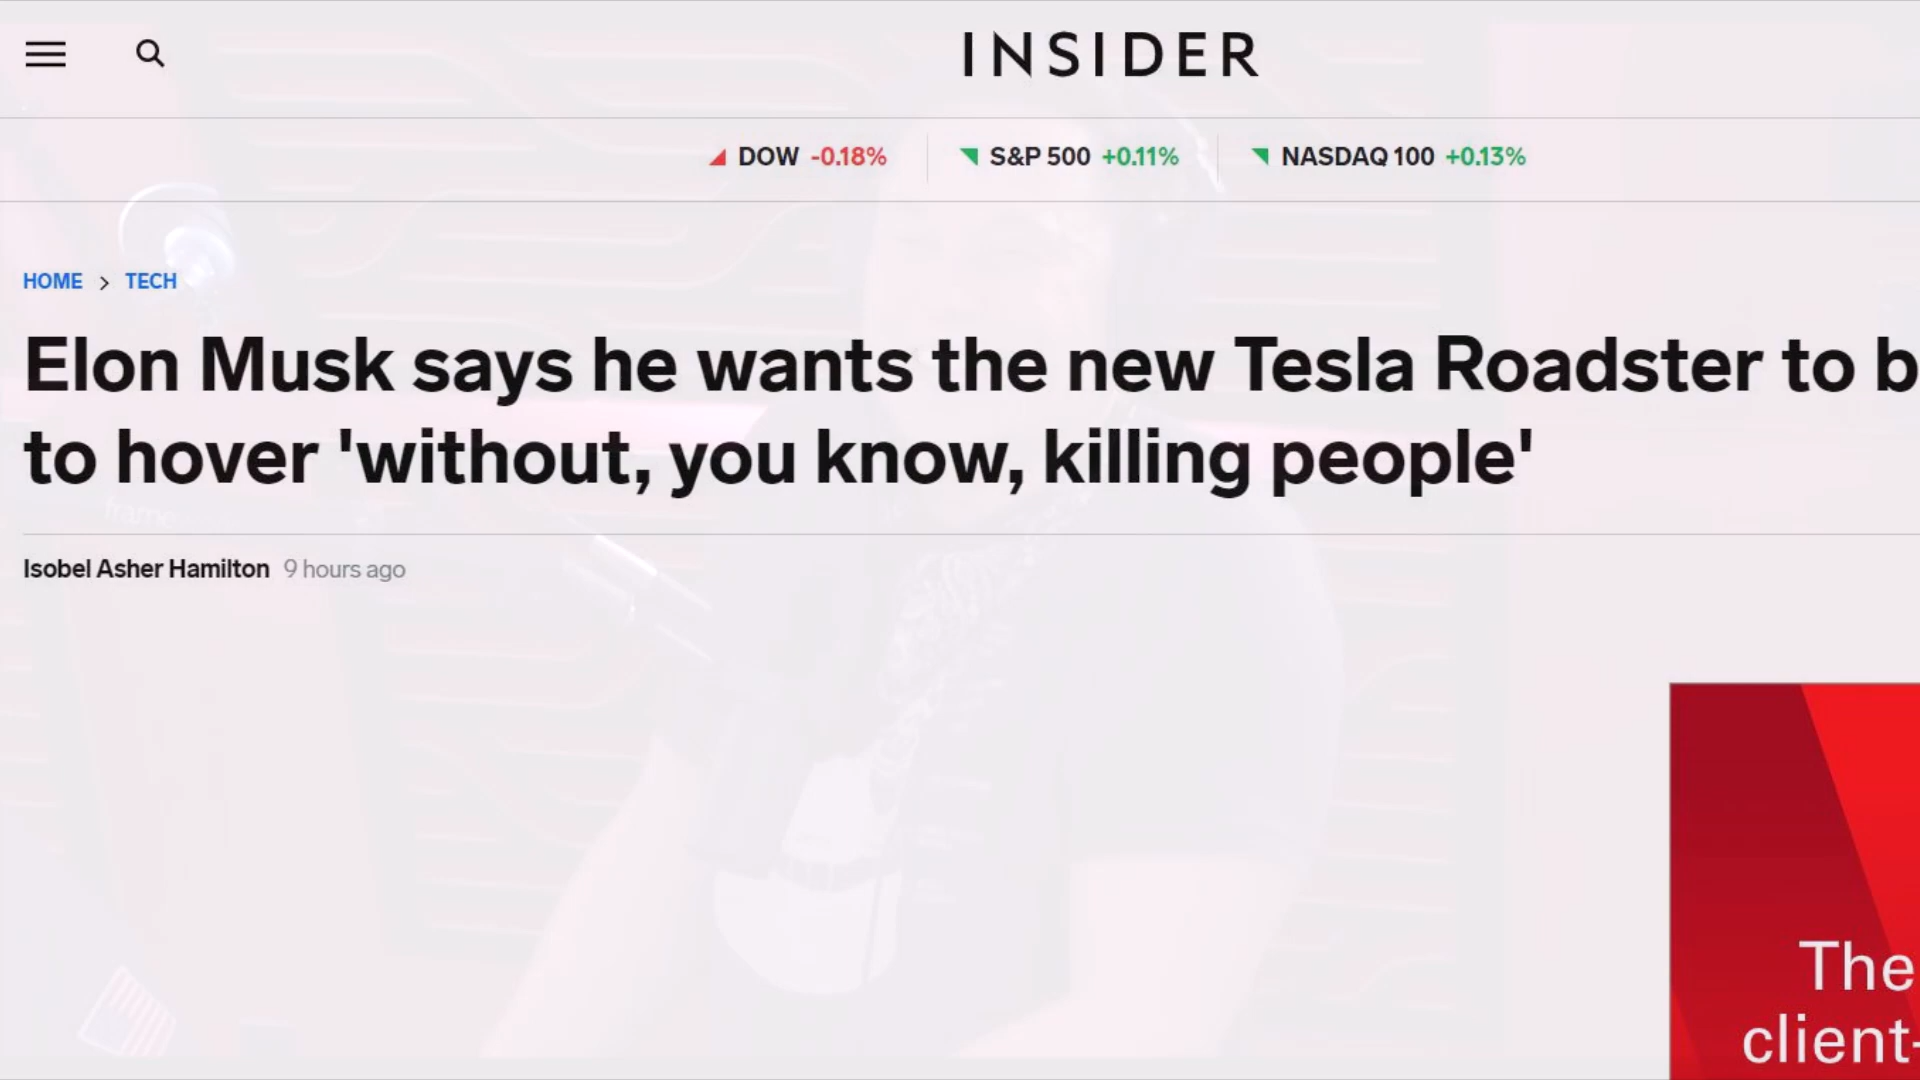 INSIDER
DOW -0.18% S&P 500 +0.11% NASDAQ 100 +0.13%
HOME > TECH
Elon Musk says he wants the new Tesla Roadster to b
to hover 'without, you know, killing people'
Isobel Asher Hamilton 9 hours ago
The
client-